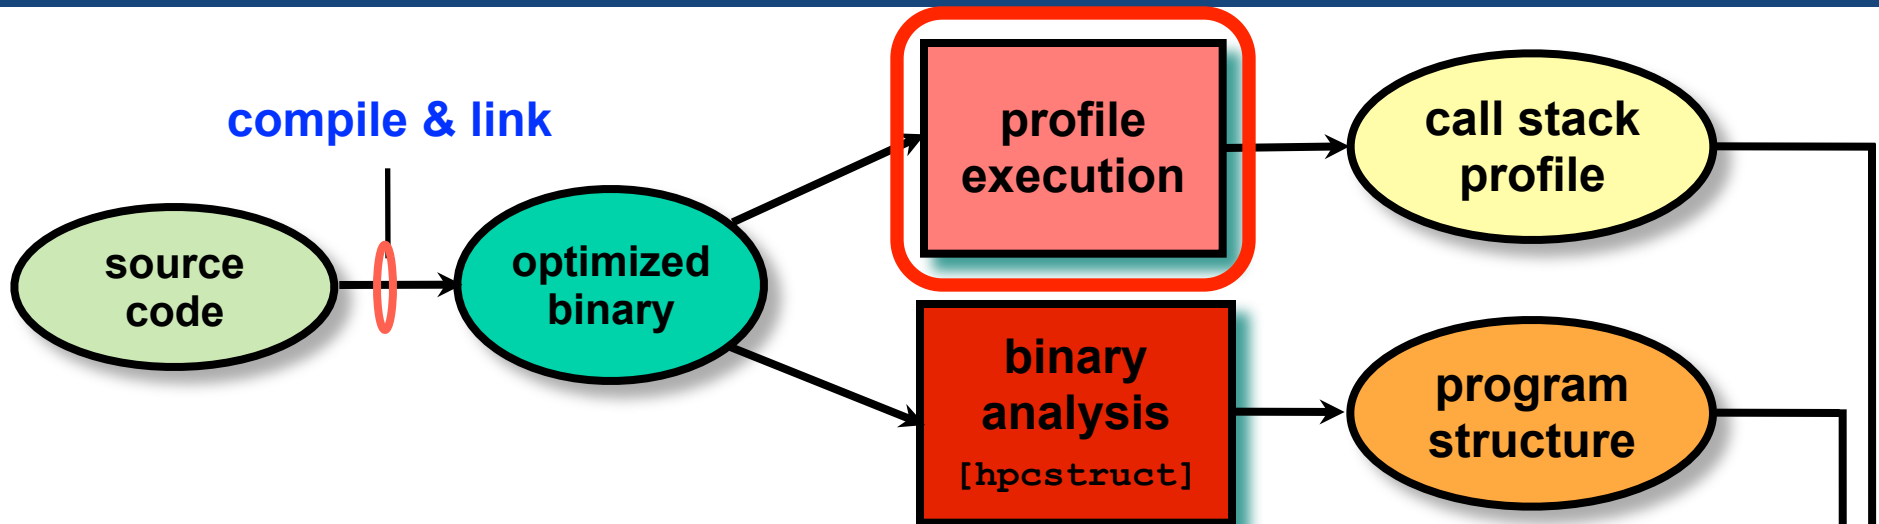 compile & link
profile
execution
call stack
profile
source
code
optimized
binary
binary
analysis
[hpcstruct]
program
structure